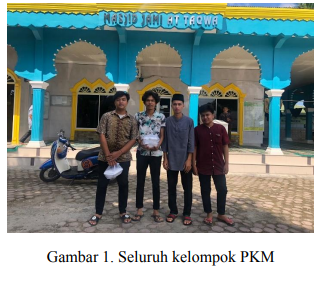 MASJID JAMI AT TAQWA
Gambar 1. Seluruh kelompok PKM